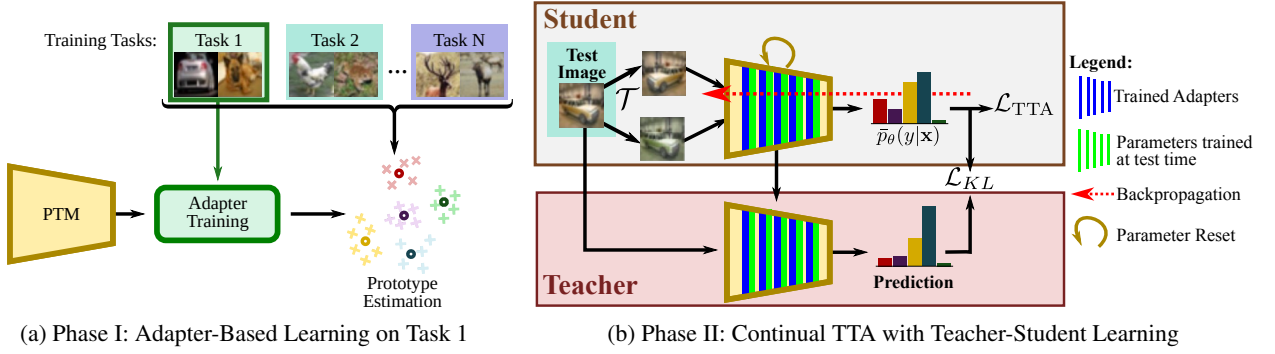 Training Tasks:
Task 1
Task 2
...
Task N
PTM
Adapter
Training
Prototype
Estimation
(a) Phase I: Adapter-Based Learning on Task 1
Student
Test
Image
𝒯
p̄θ(y|𝐱)
ℒTTA
ℒKL
Teacher
Prediction
Legend:
Trained Adapters
Parameters trained
at test time
Backpropagation
Parameter Reset
(b) Phase II: Continual TTA with Teacher-Student Learning